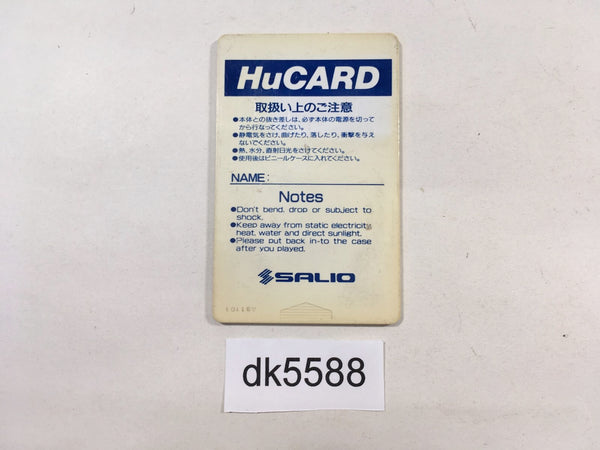 HuCARD
取扱い上のご注意
●本体との抜き差しは、必ず本体の電源を切って
から行なってください。
●静電気をさけ、曲げたり、落したり、衝撃を与え
ないでください。
●熱、水分、直射日光をさけてください。
●使用後はビニールケースに入れてください。
NAME:
Notes
●Don't bend, drop or subject to
shock.
●Keep away from static electricity,
heat, water and direct sunlight.
●Please put back in-to the case
after you played.
SALIO
dk5588